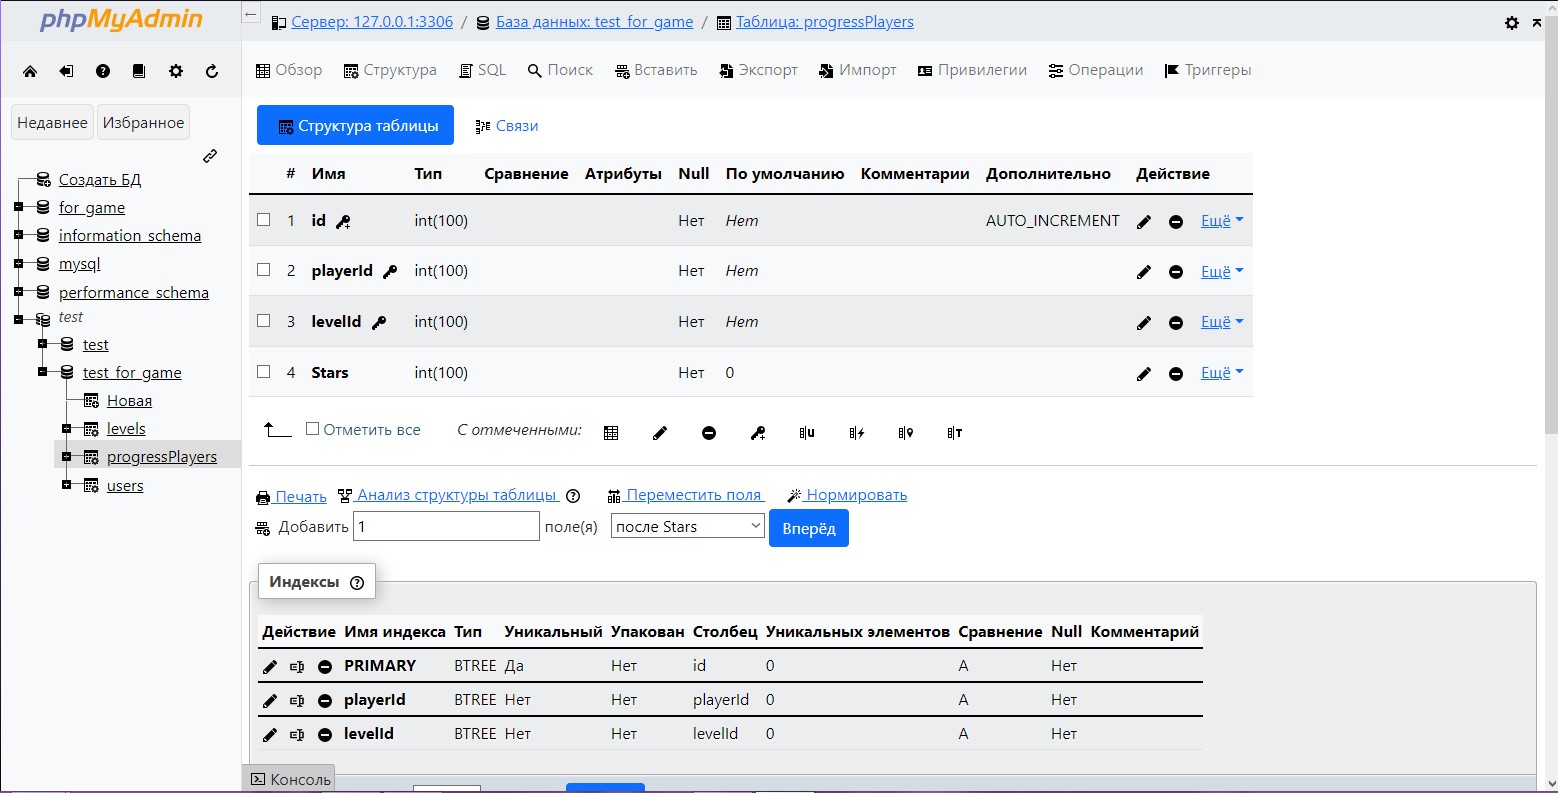 phpMyAdmin
Недавнее Избранное
Создать БД
for_game
information_schema
mysql
performance_schema
test
test
test_for_game
Новая
levels
progressPlayers
users
← Сервер: 127.0.0.1:3306 / База данных: test_for_game / Таблица: progressPlayers
Обзор Структура SQL Поиск Вставить Экспорт Импорт Привилегии Операции Триггеры
Структура таблицы Связи
# Имя Тип Сравнение Атрибуты Null По умолчанию Комментарии Дополнительно Действие
1 id int(100) Нет Нет AUTO_INCREMENT Ещё
2 playerId int(100) Нет Нет Ещё
3 levelId int(100) Нет Нет Ещё
4 Stars int(100) Нет 0 Ещё
Отметить все С отмеченными:
Печать Анализ структуры таблицы Переместить поля Нормировать
Добавить 1 поле(я) после Stars Вперёд
Индексы
Действие Имя индекса Тип Уникальный Упакован Столбец Уникальных элементов Сравнение Null Комментарий
PRIMARY BTREE Да Нет id 0 A Нет
playerId BTREE Нет Нет playerId 0 A Нет
levelId BTREE Нет Нет levelId 0 A Нет
Консоль